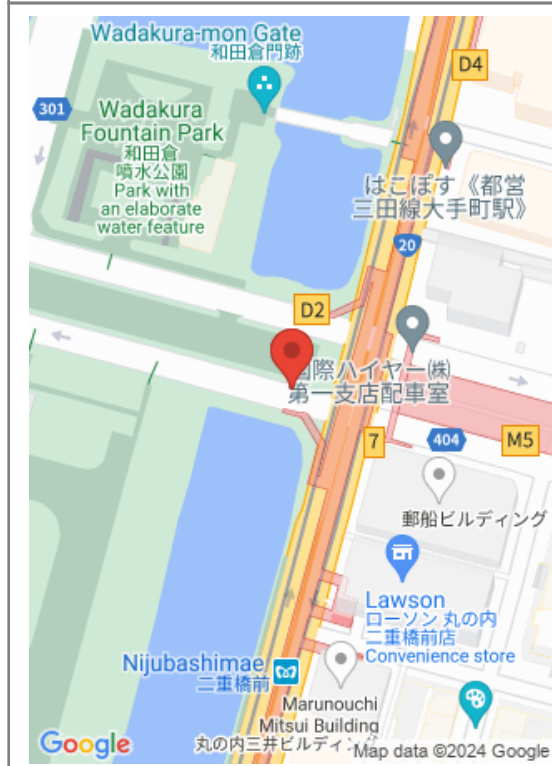 Wadakura-mon Gate
和田倉門跡
D4
301
Wadakura
Fountain Park
和田倉
噴水公園
Park with
an elaborate
water feature
はこぽす《都営
三田線大手町駅》
20
D2
国際ハイヤー㈱
第一支店配車室
7
404
M5
郵船ビルディング
Lawson
ローソン 丸の内
二重橋前店
Convenience store
Nijubashimae
二重橋前
Marunouchi
Mitsui Building
丸の内三井ビルディ
Google
Map data ©2024 Google